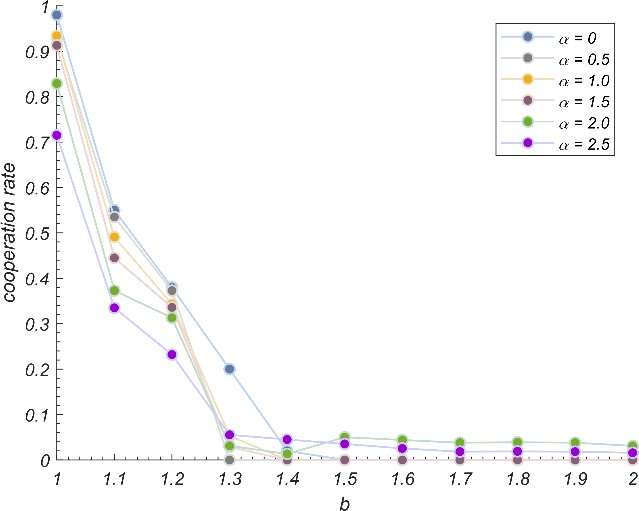 1
0.9
0.8
0.7
0.6
0.5
0.4
0.3
0.2
0.1
0
cooperation rate
α = 0
α = 0.5
α = 1.0
α = 1.5
α = 2.0
α = 2.5
1 1.1 1.2 1.3 1.4 1.5 1.6 1.7 1.8 1.9 2
b